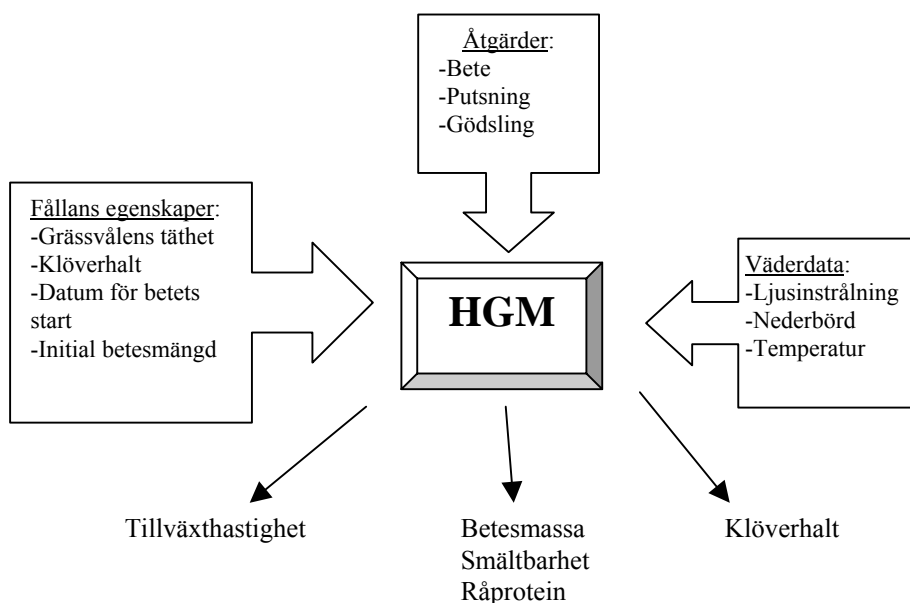 Åtgärder:
-Bete
-Putsning
-Gödsling
Fållans egenskaper:
-Grässvålens täthet
-Klöverhalt
-Datum för betets
start
-Initial betesmängd
HGM
Väderdata:
-Ljusinstrålning
-Nederbörd
-Temperatur
Tillväxthastighet
Betesmassa
Smältbarhet
Råprotein
Klöverhalt